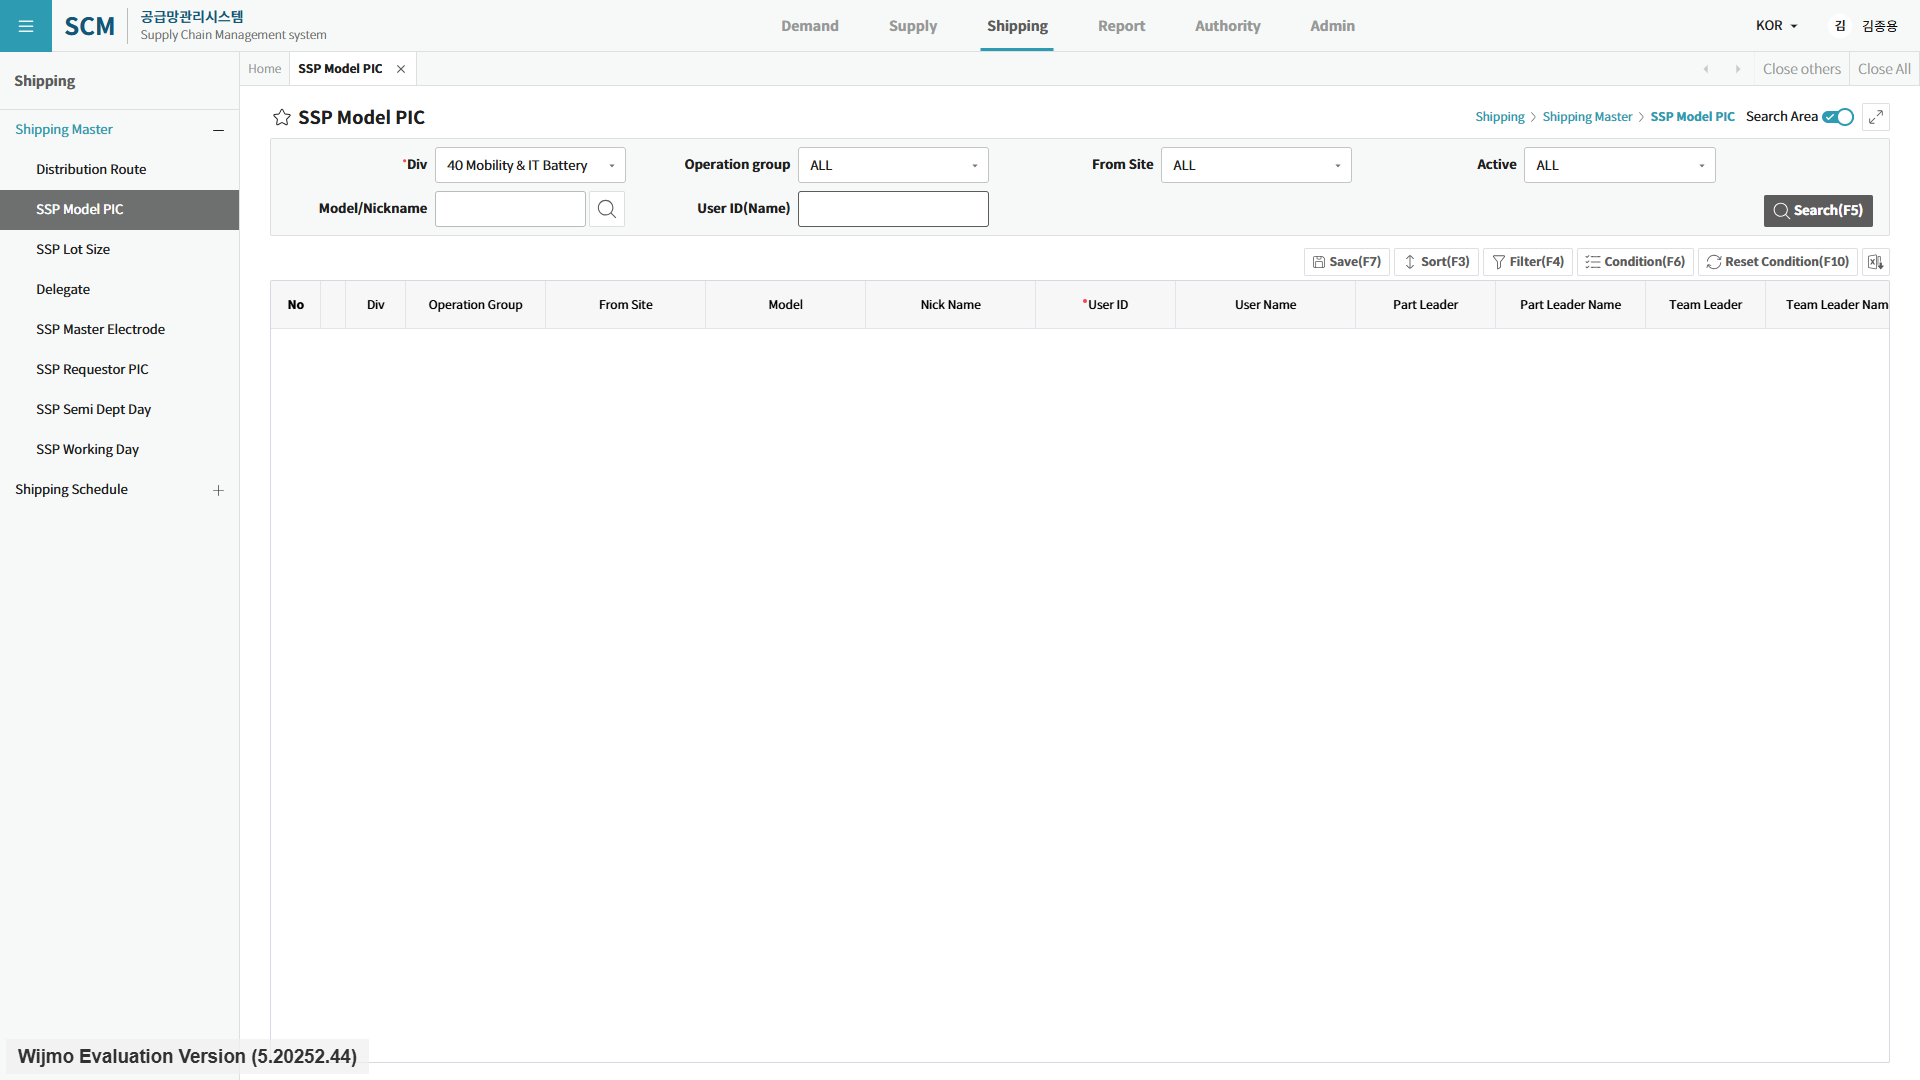 SCM
공급망관리시스템
Supply Chain Management system
Demand
Supply
Shipping
Report
Authority
Admin
KOR
김
김종용
Shipping
Home
SSP Model PIC
Close others
Close All
Shipping Master
Distribution Route
SSP Model PIC
SSP Lot Size
Delegate
SSP Master Electrode
SSP Requestor PIC
SSP Semi Dept Day
SSP Working Day
Shipping Schedule
SSP Model PIC
Shipping > Shipping Master > SSP Model PIC
Search Area
*Div
40 Mobility & IT Battery
Operation group
ALL
From Site
ALL
Active
ALL
Model/Nickname
User ID(Name)
Search(F5)
Save(F7)
Sort(F3)
Filter(F4)
Condition(F6)
Reset Condition(F10)
No
Div
Operation Group
From Site
Model
Nick Name
*User ID
User Name
Part Leader
Part Leader Name
Team Leader
Team Leader Nam
Wijmo Evaluation Version (5.20252.44)